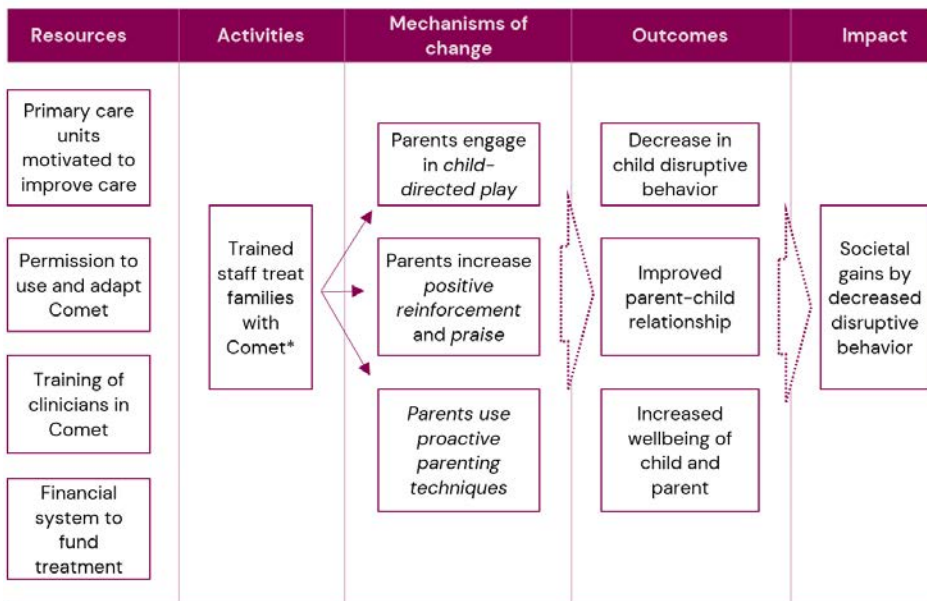 Resources
Activities
Mechanisms of
change
Outcomes
Impact
Primary care
units
motivated to
improve care
Permission to
use and adapt
Comet
Training of
clinicians in
Comet
Financial
system to
fund
treatment
Trained
staff treat
families
with
Comet*
Parents engage
in child-
directed play
Parents increase
positive
reinforcement
and praise
Parents use
proactive
parenting
techniques
Decrease in
child disruptive
behavior
Improved
parent-child
relationship
Increased
wellbeing of
child and
parent
Societal
gains by
decreased
disruptive
behavior